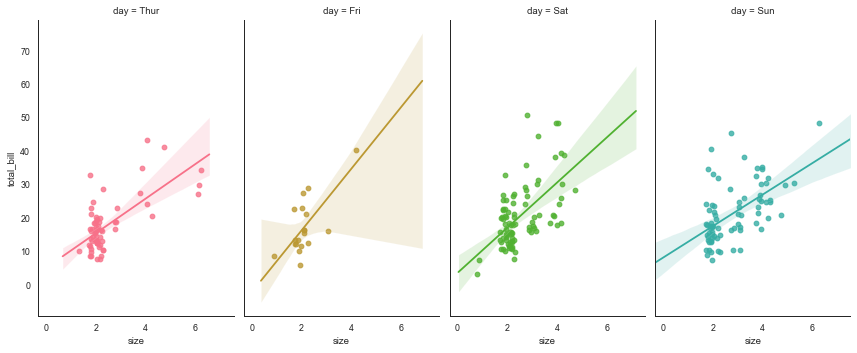 day = Thur
day = Fri
day = Sat
day = Sun
total_bill
70
60
50
40
30
20
10
0
0 2 4 6
0 2 4 6
0 2 4 6
0 2 4 6
size
size
size
size